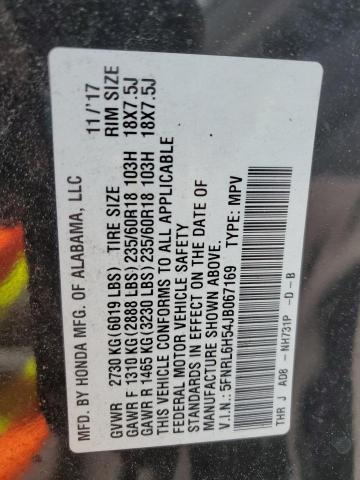 MFD. BY HONDA MFG. OF ALABAMA, LLC 11/'17
GVWR 2730 KG (6019 LBS) TIRE SIZE RIM SIZE
GAWR F 1310 KG (2888 LBS) 235/60R18 103H 18X7.5J
GAWR R 1465 KG (3230 LBS) 235/60R18 103H 18X7.5J
THIS VEHICLE CONFORMS TO ALL APPLICABLE
FEDERAL MOTOR VEHICLE SAFETY
STANDARDS IN EFFECT ON THE DATE OF
MANUFACTURE SHOWN ABOVE.
V.I.N.: 5FNRL6H54JB067169 TYPE: MPV
THR J AD8 - NH731P -D -B